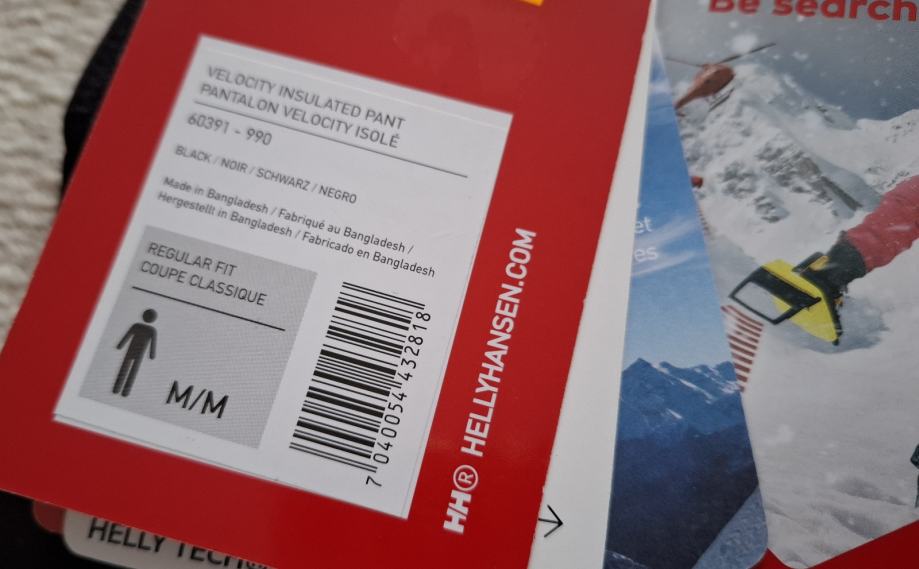 VELOCITY INSULATED PANT
PANTALON VELOCITY ISOLÉ
60391 - 990
BLACK / NOIR / SCHWARZ / NEGRO
Made in Bangladesh / Fabriqué au Bangladesh /
Hergestellt in Bangladesh / Fabricado en Bangladesh
REGULAR FIT
COUPE CLASSIQUE
M/M
7 040054 432818
HH® HELLYHANSEN.COM
HELLY TECH
Be search
et
es